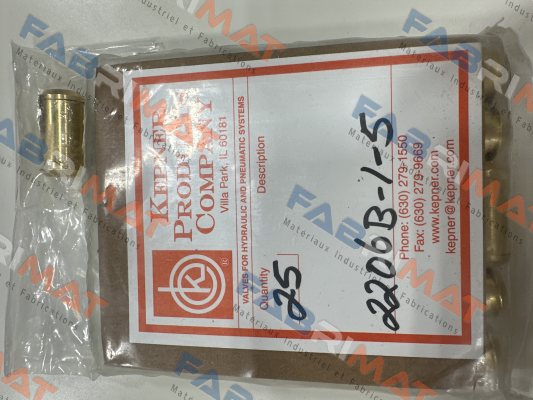 KEPNER
PRODUCTS
COMPANY
Villa Park, IL 60181
®
VALVES FOR HYDRAULIC AND PNEUMATIC SYSTEMS
Quantity
Description
25
2206B-1-5
Phone: (630) 279-1550
Fax: (630) 279-9669
www.kepner.com
kepner@kepner.com
FABRIMAT
Materiaux Industriel et Fabrications